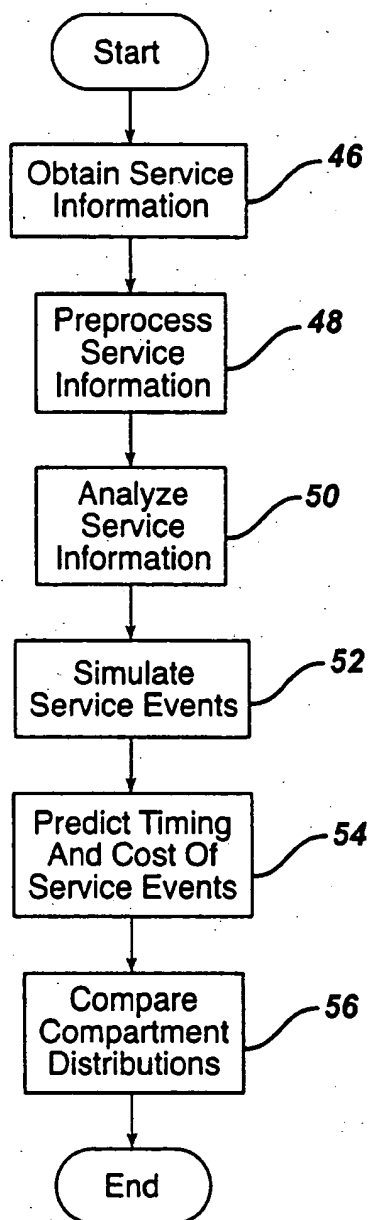 Start
Obtain Service
Information
46
Preprocess
Service
Information
48
Analyze
Service
Information
50
Simulate
Service Events
52
Predict Timing
And Cost Of
Service Events
54
Compare
Compartment
Distributions
56
End